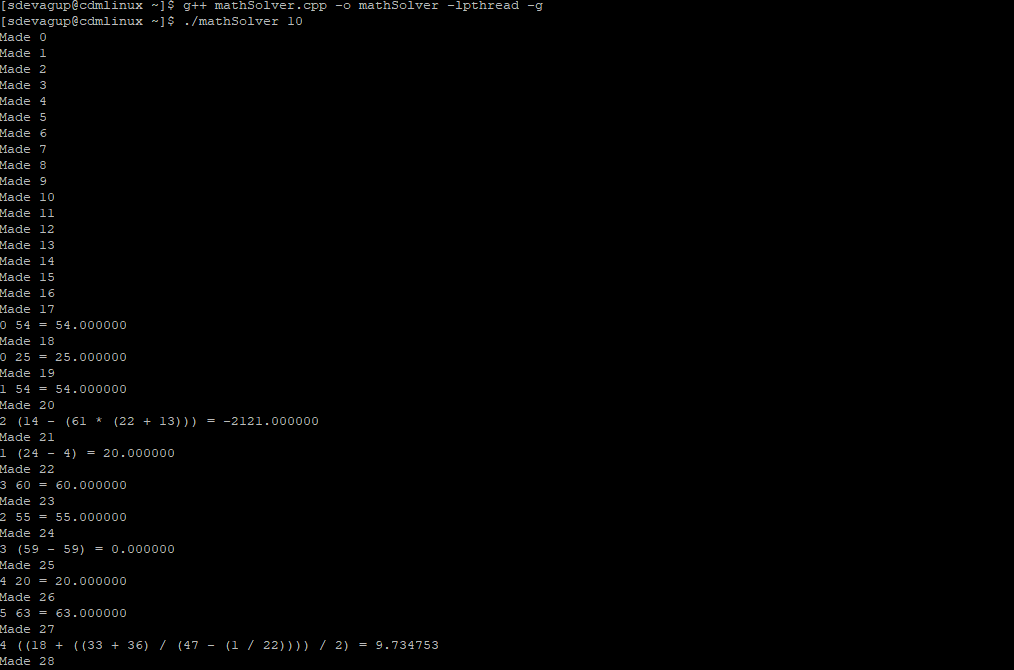 [sdevagup@cdmlinux ~]$ g++ mathSolver.cpp -o mathSolver -lpthread -g
[sdevagup@cdmlinux ~]$ ./mathSolver 10
Made 0
Made 1
Made 2
Made 3
Made 4
Made 5
Made 6
Made 7
Made 8
Made 9
Made 10
Made 11
Made 12
Made 13
Made 14
Made 15
Made 16
Made 17
0 54 = 54.000000
Made 18
0 25 = 25.000000
Made 19
1 54 = 54.000000
Made 20
2 (14 - (61 * (22 + 13))) = -2121.000000
Made 21
1 (24 - 4) = 20.000000
Made 22
3 60 = 60.000000
Made 23
2 55 = 55.000000
Made 24
3 (59 - 59) = 0.000000
Made 25
4 20 = 20.000000
Made 26
5 63 = 63.000000
Made 27
4 ((18 + ((33 + 36) / (47 - (1 / 22)))) / 2) = 9.734753
Made 28